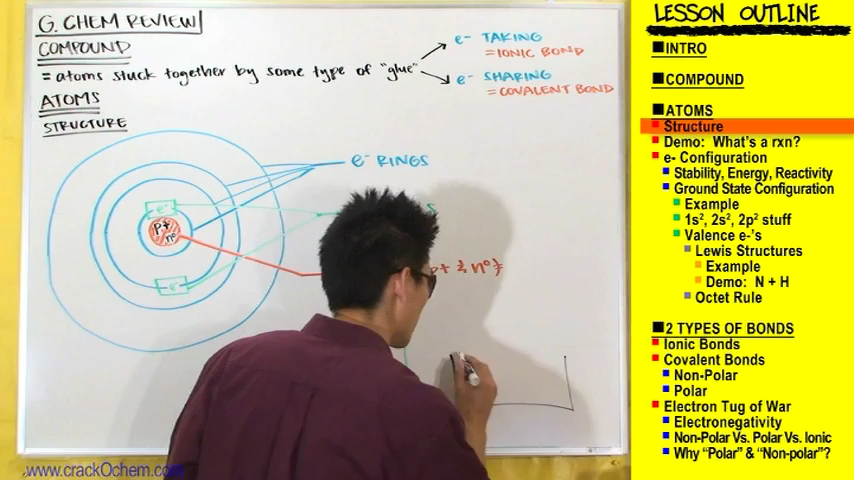 G. CHEM REVIEW
COMPOUND
= atoms stuck together by some type of "glue"
e- TAKING
= IONIC BOND
e- SHARING
= COVALENT BOND
ATOMS
STRUCTURE
e- RINGS
e-
p+
n°
e-
S
p+ & n°
www.crackOchem.com
LESSON OUTLINE
INTRO
COMPOUND
ATOMS
Structure
Demo: What's a rxn?
e- Configuration
Stability, Energy, Reactivity
Ground State Configuration
Example
1s², 2s², 2p² stuff
Valence e-'s
Lewis Structures
Example
Demo: N + H
Octet Rule
2 TYPES OF BONDS
Ionic Bonds
Covalent Bonds
Non-Polar
Polar
Electron Tug of War
Electronegativity
Non-Polar Vs. Polar Vs. Ionic
Why "Polar" & "Non-polar"?